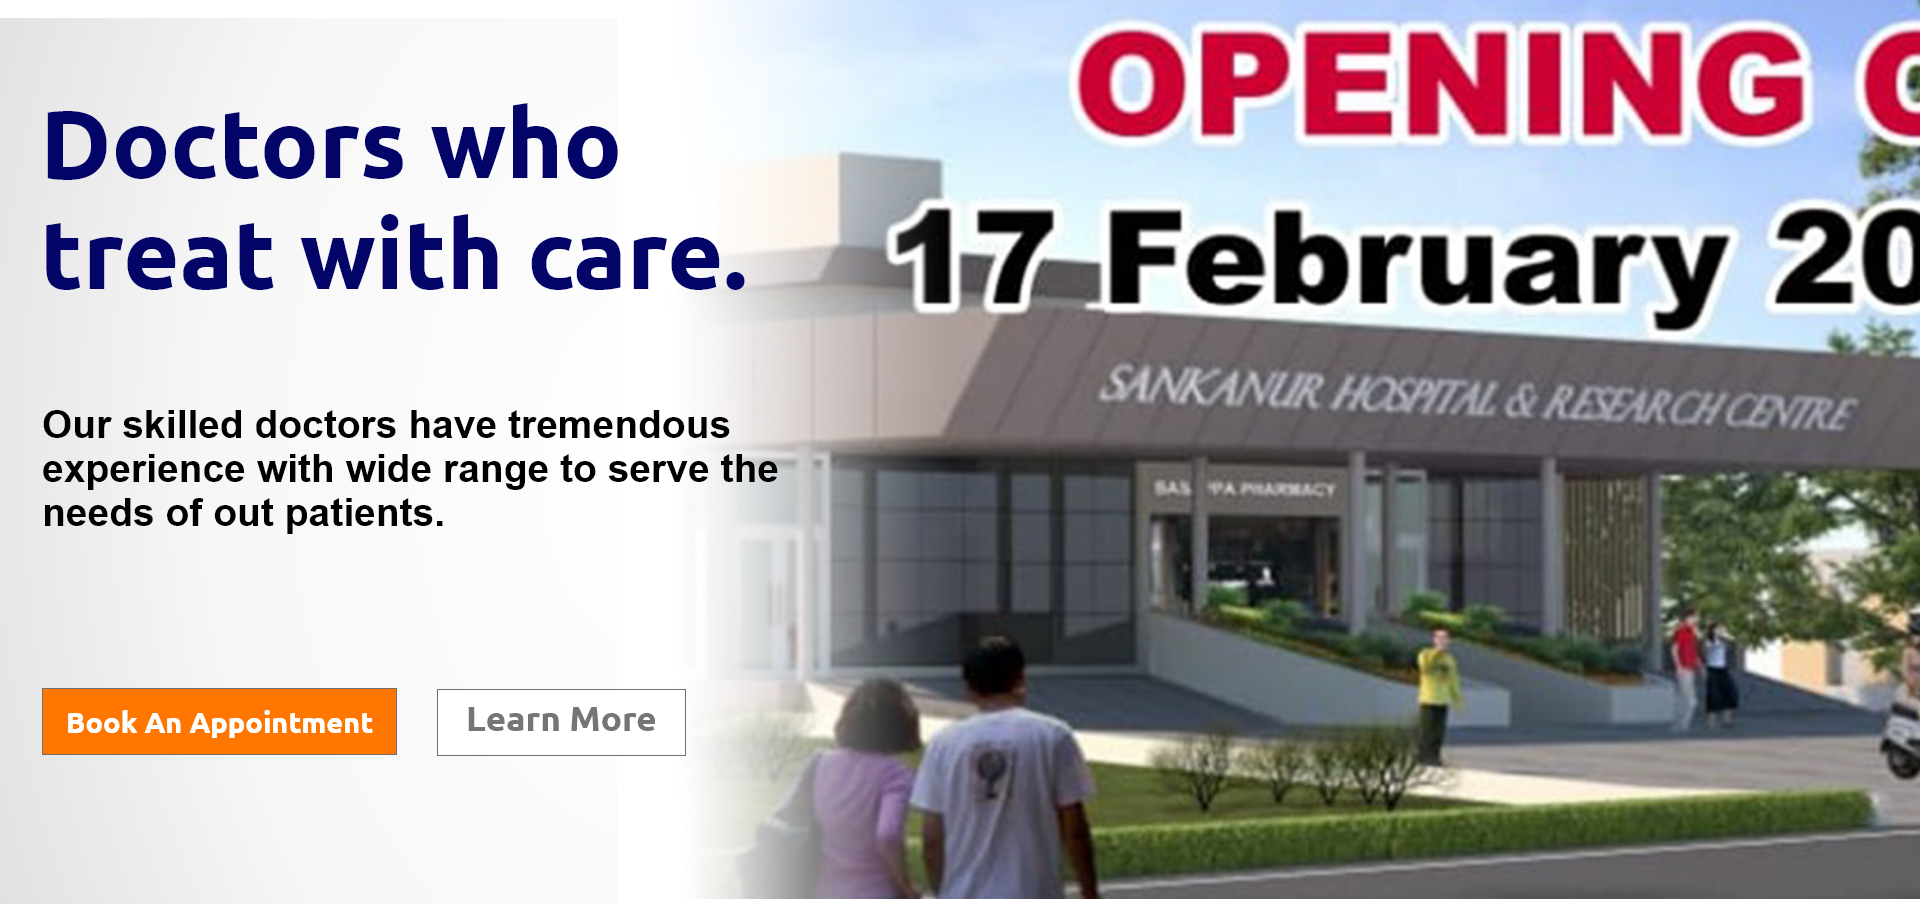 Doctors who
treat with care.
Our skilled doctors have tremendous
experience with wide range to serve the
needs of out patients.
Book An Appointment
Learn More
OPENING
17 February 20
SANKANUR HOSPITAL & RESEARCH CENTRE
PHARMACY